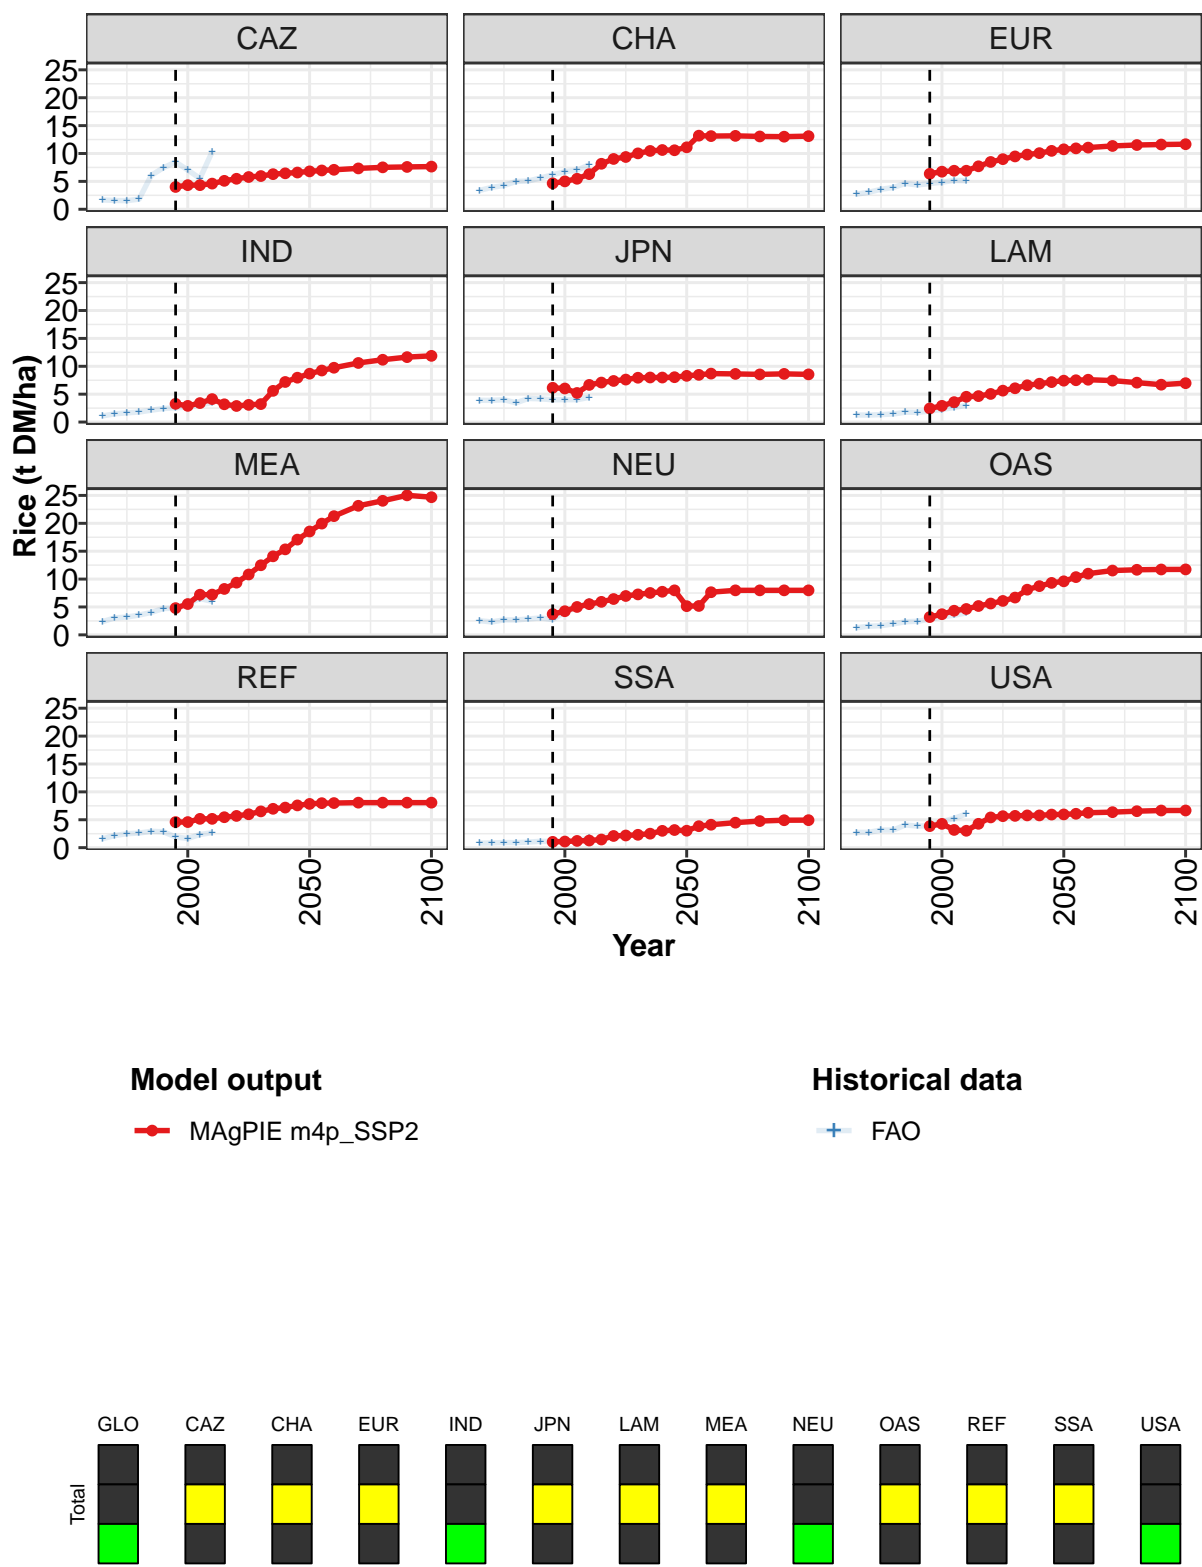 CAZ CHA EUR
25
20
15
10
5
0
IND JPN LAM
25
20
15
10
5
0
Rice (t DM/ha)
MEA NEU OAS
25
20
15
10
5
0
REF SSA USA
25
20
15
10
5
0
2000 2050 2100 2000 2050 2100 2000 2050 2100
Year
Model output Historical data
MAgPIE m4p_SSP2 FAO
GLO CAZ CHA EUR IND JPN LAM MEA NEU OAS REF SSA USA
Total